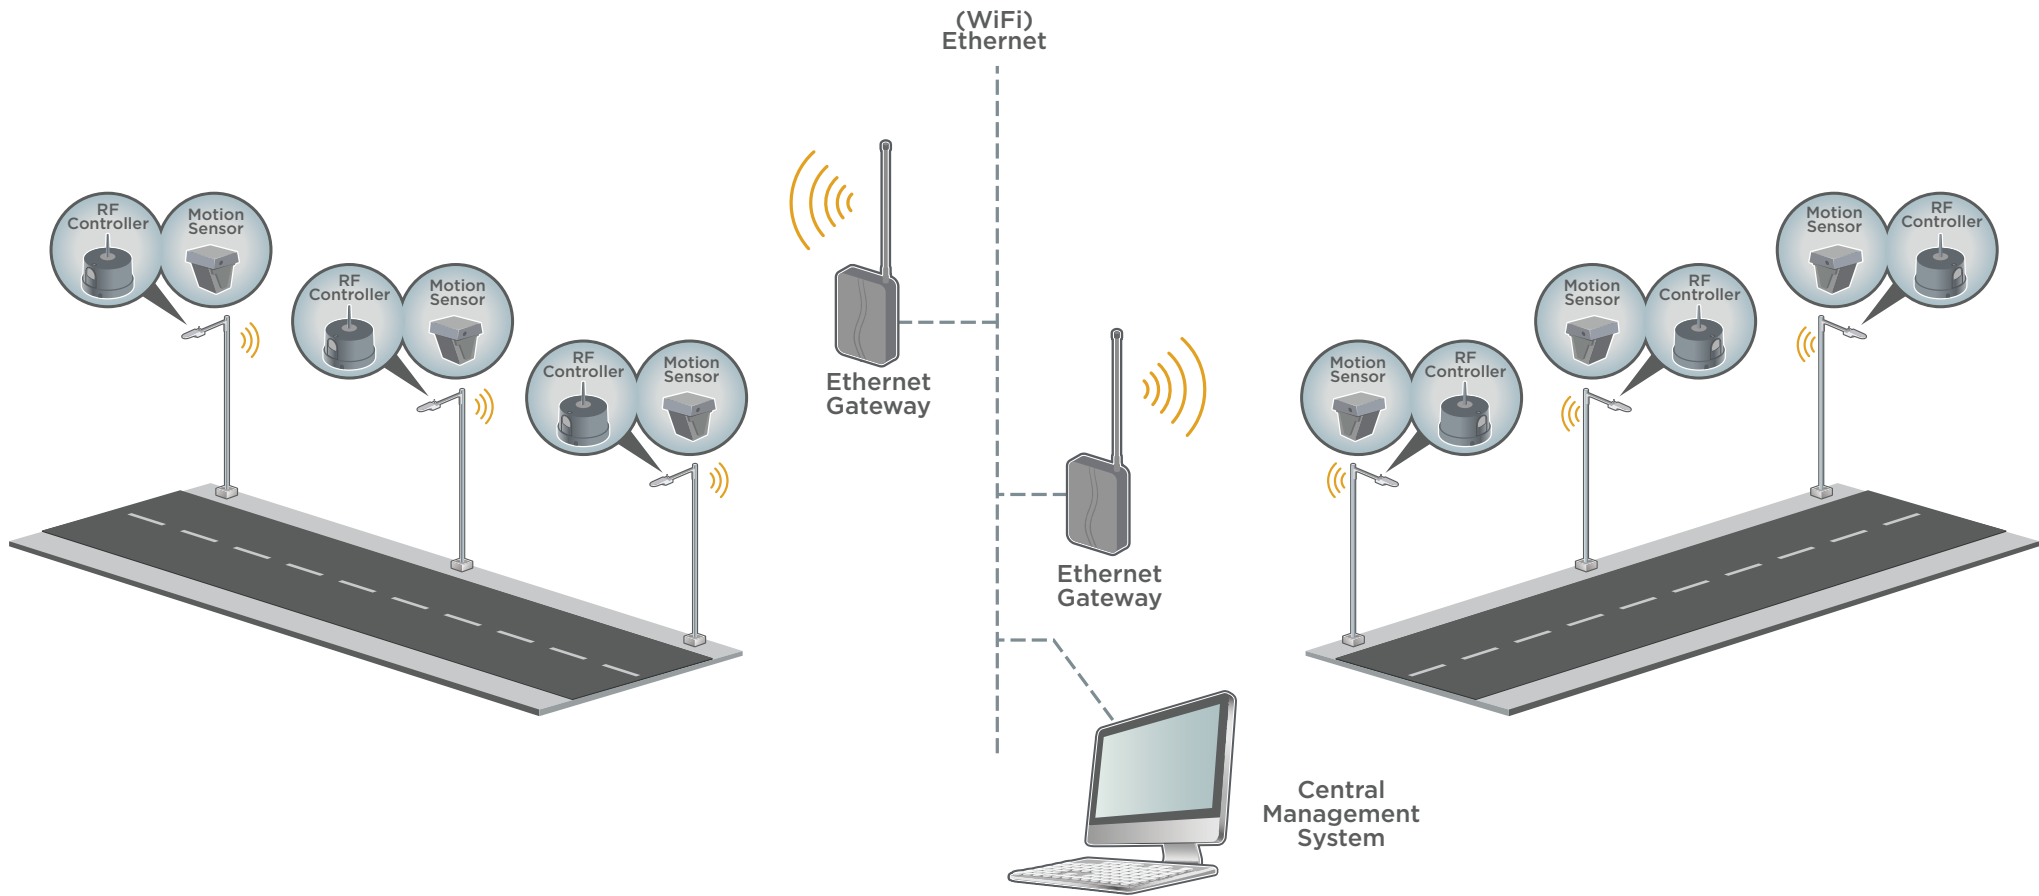 (WiFi)
Ethernet
RF
Controller
Motion
Sensor
RF
Controller
Motion
Sensor
RF
Controller
Motion
Sensor
Ethernet
Gateway
Ethernet
Gateway
Motion
Sensor
RF
Controller
Motion
Sensor
RF
Controller
Motion
Sensor
RF
Controller
Central
Management
System